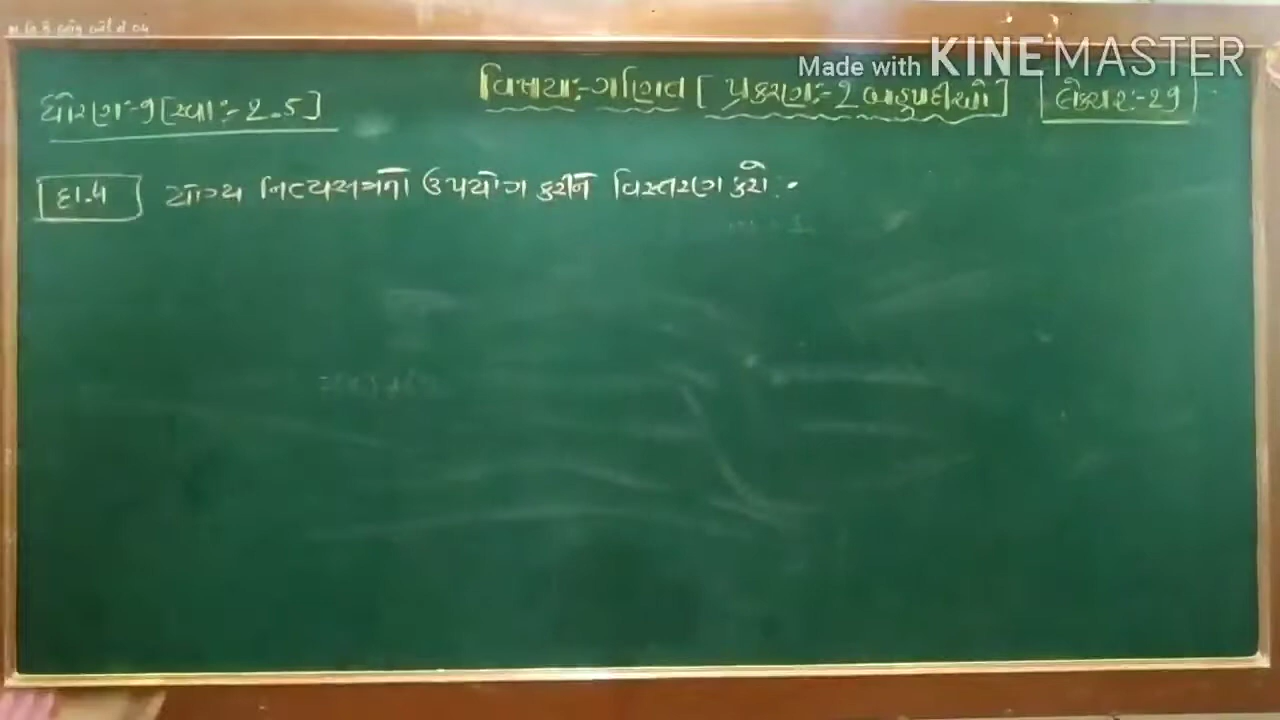 Made with KINEMASTER
વિષય:-ગણિત [ પ્રકરણ:-2 બહુપદીઓ ] લેક્ચર:-29
ધોરણ-9 [સ્વા:-2.5]
દા.4 યોગ્ય નિત્યસમનો ઉપયોગ કરીને વિસ્તરણ કરો.